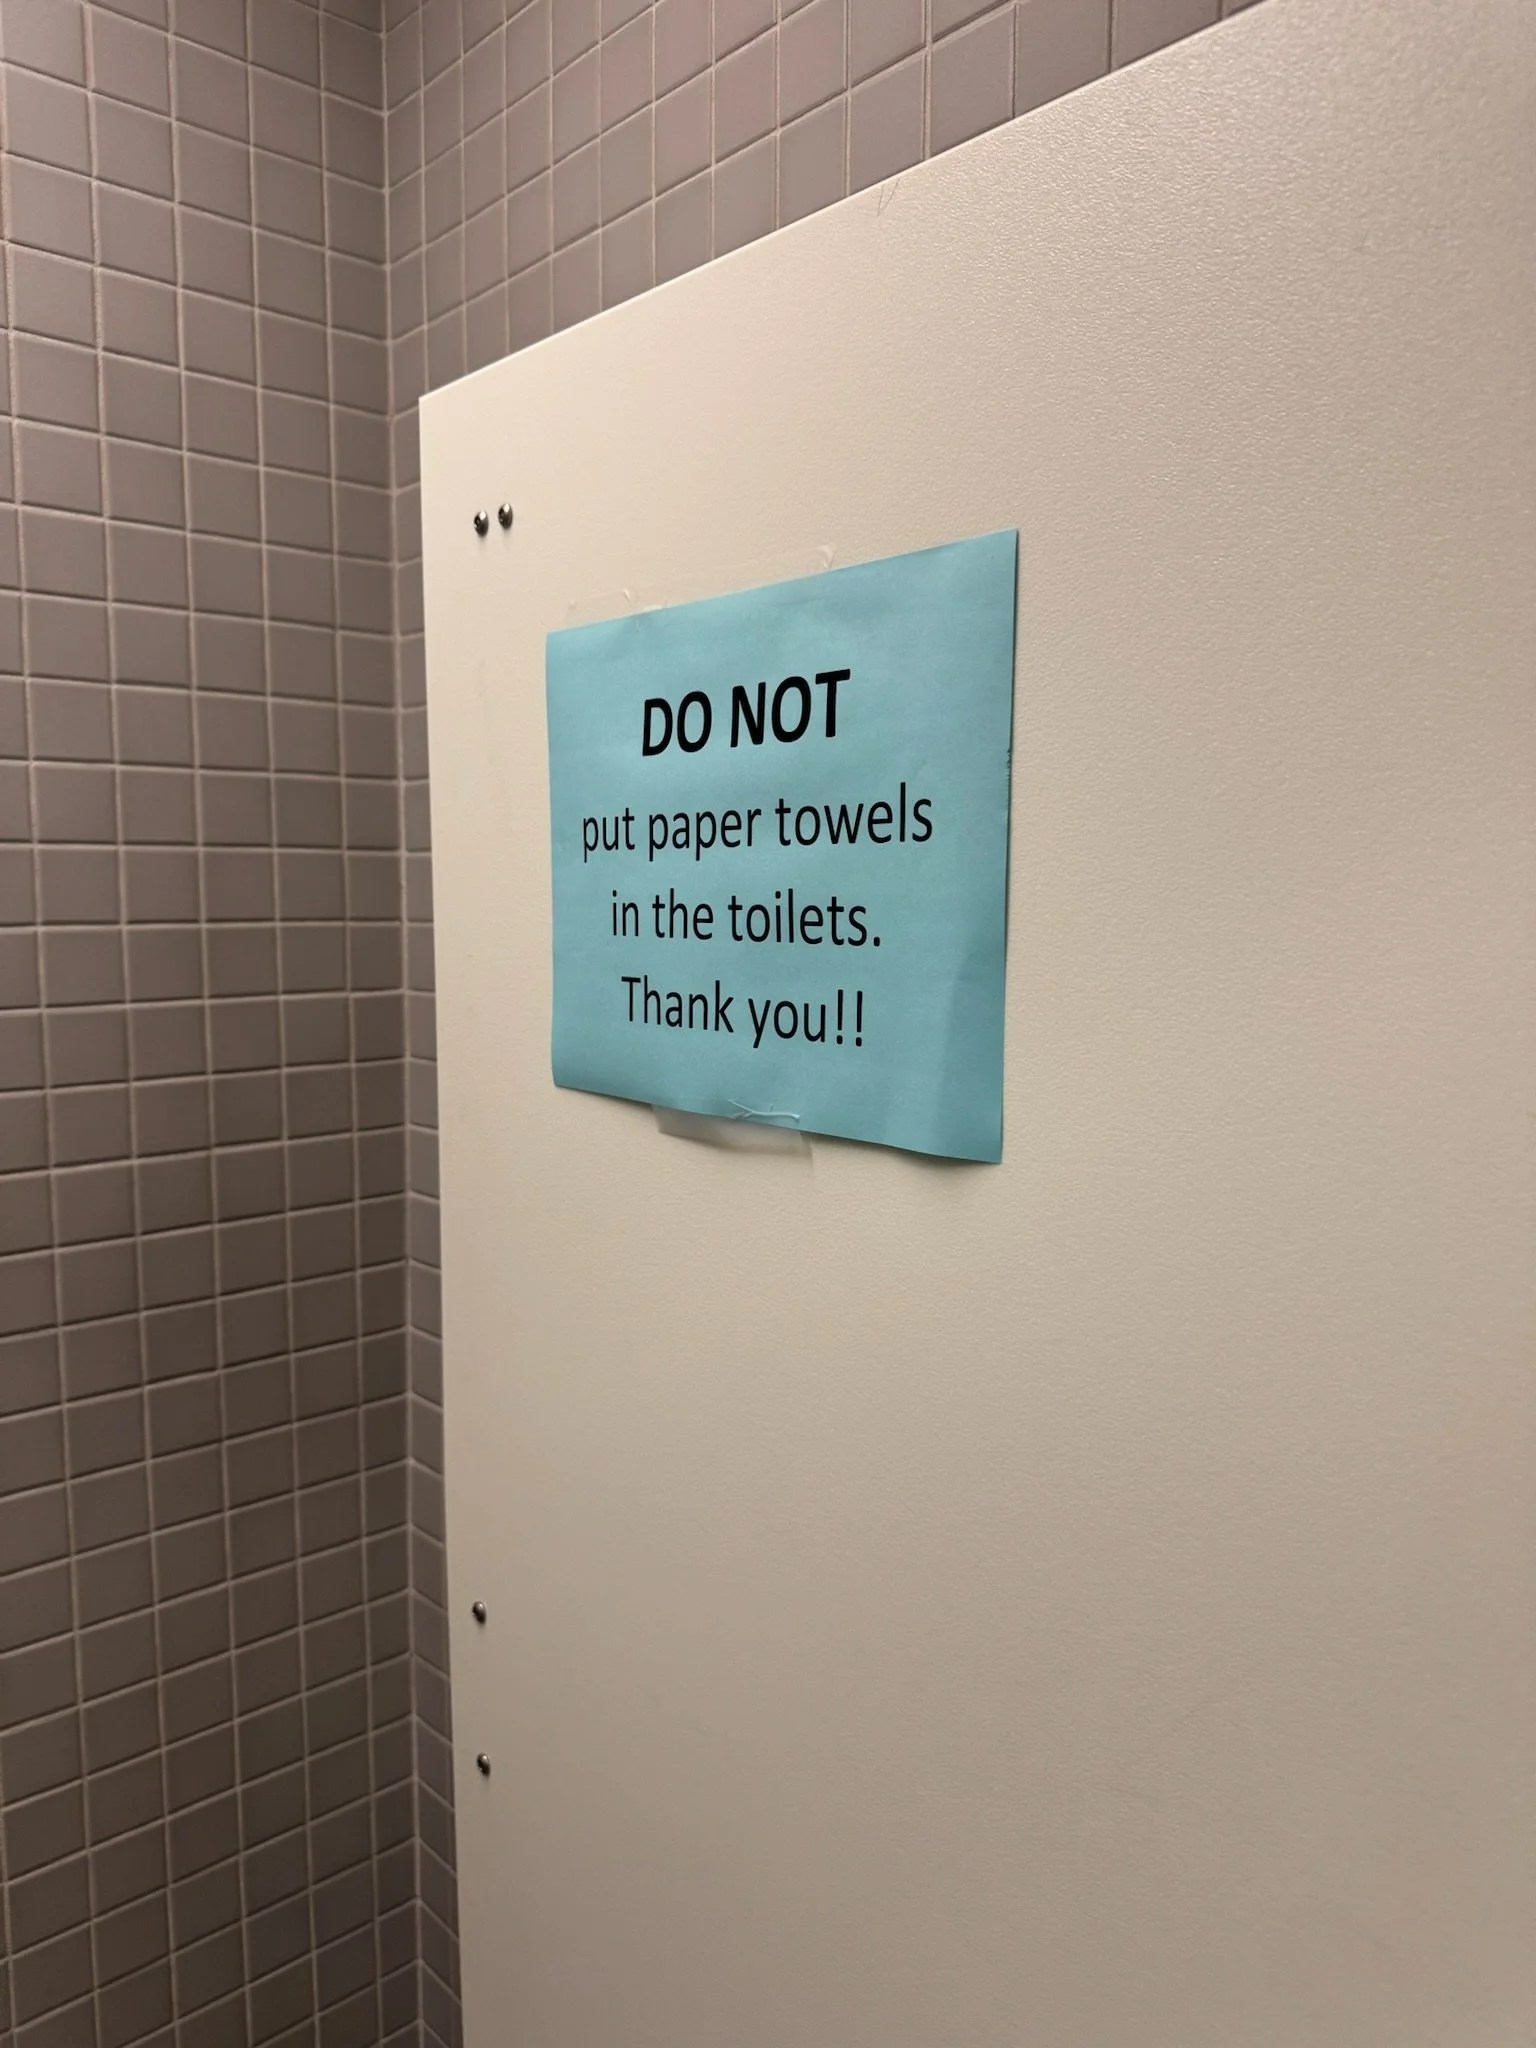 DO NOT
put paper towels
in the toilets.
Thank you!!